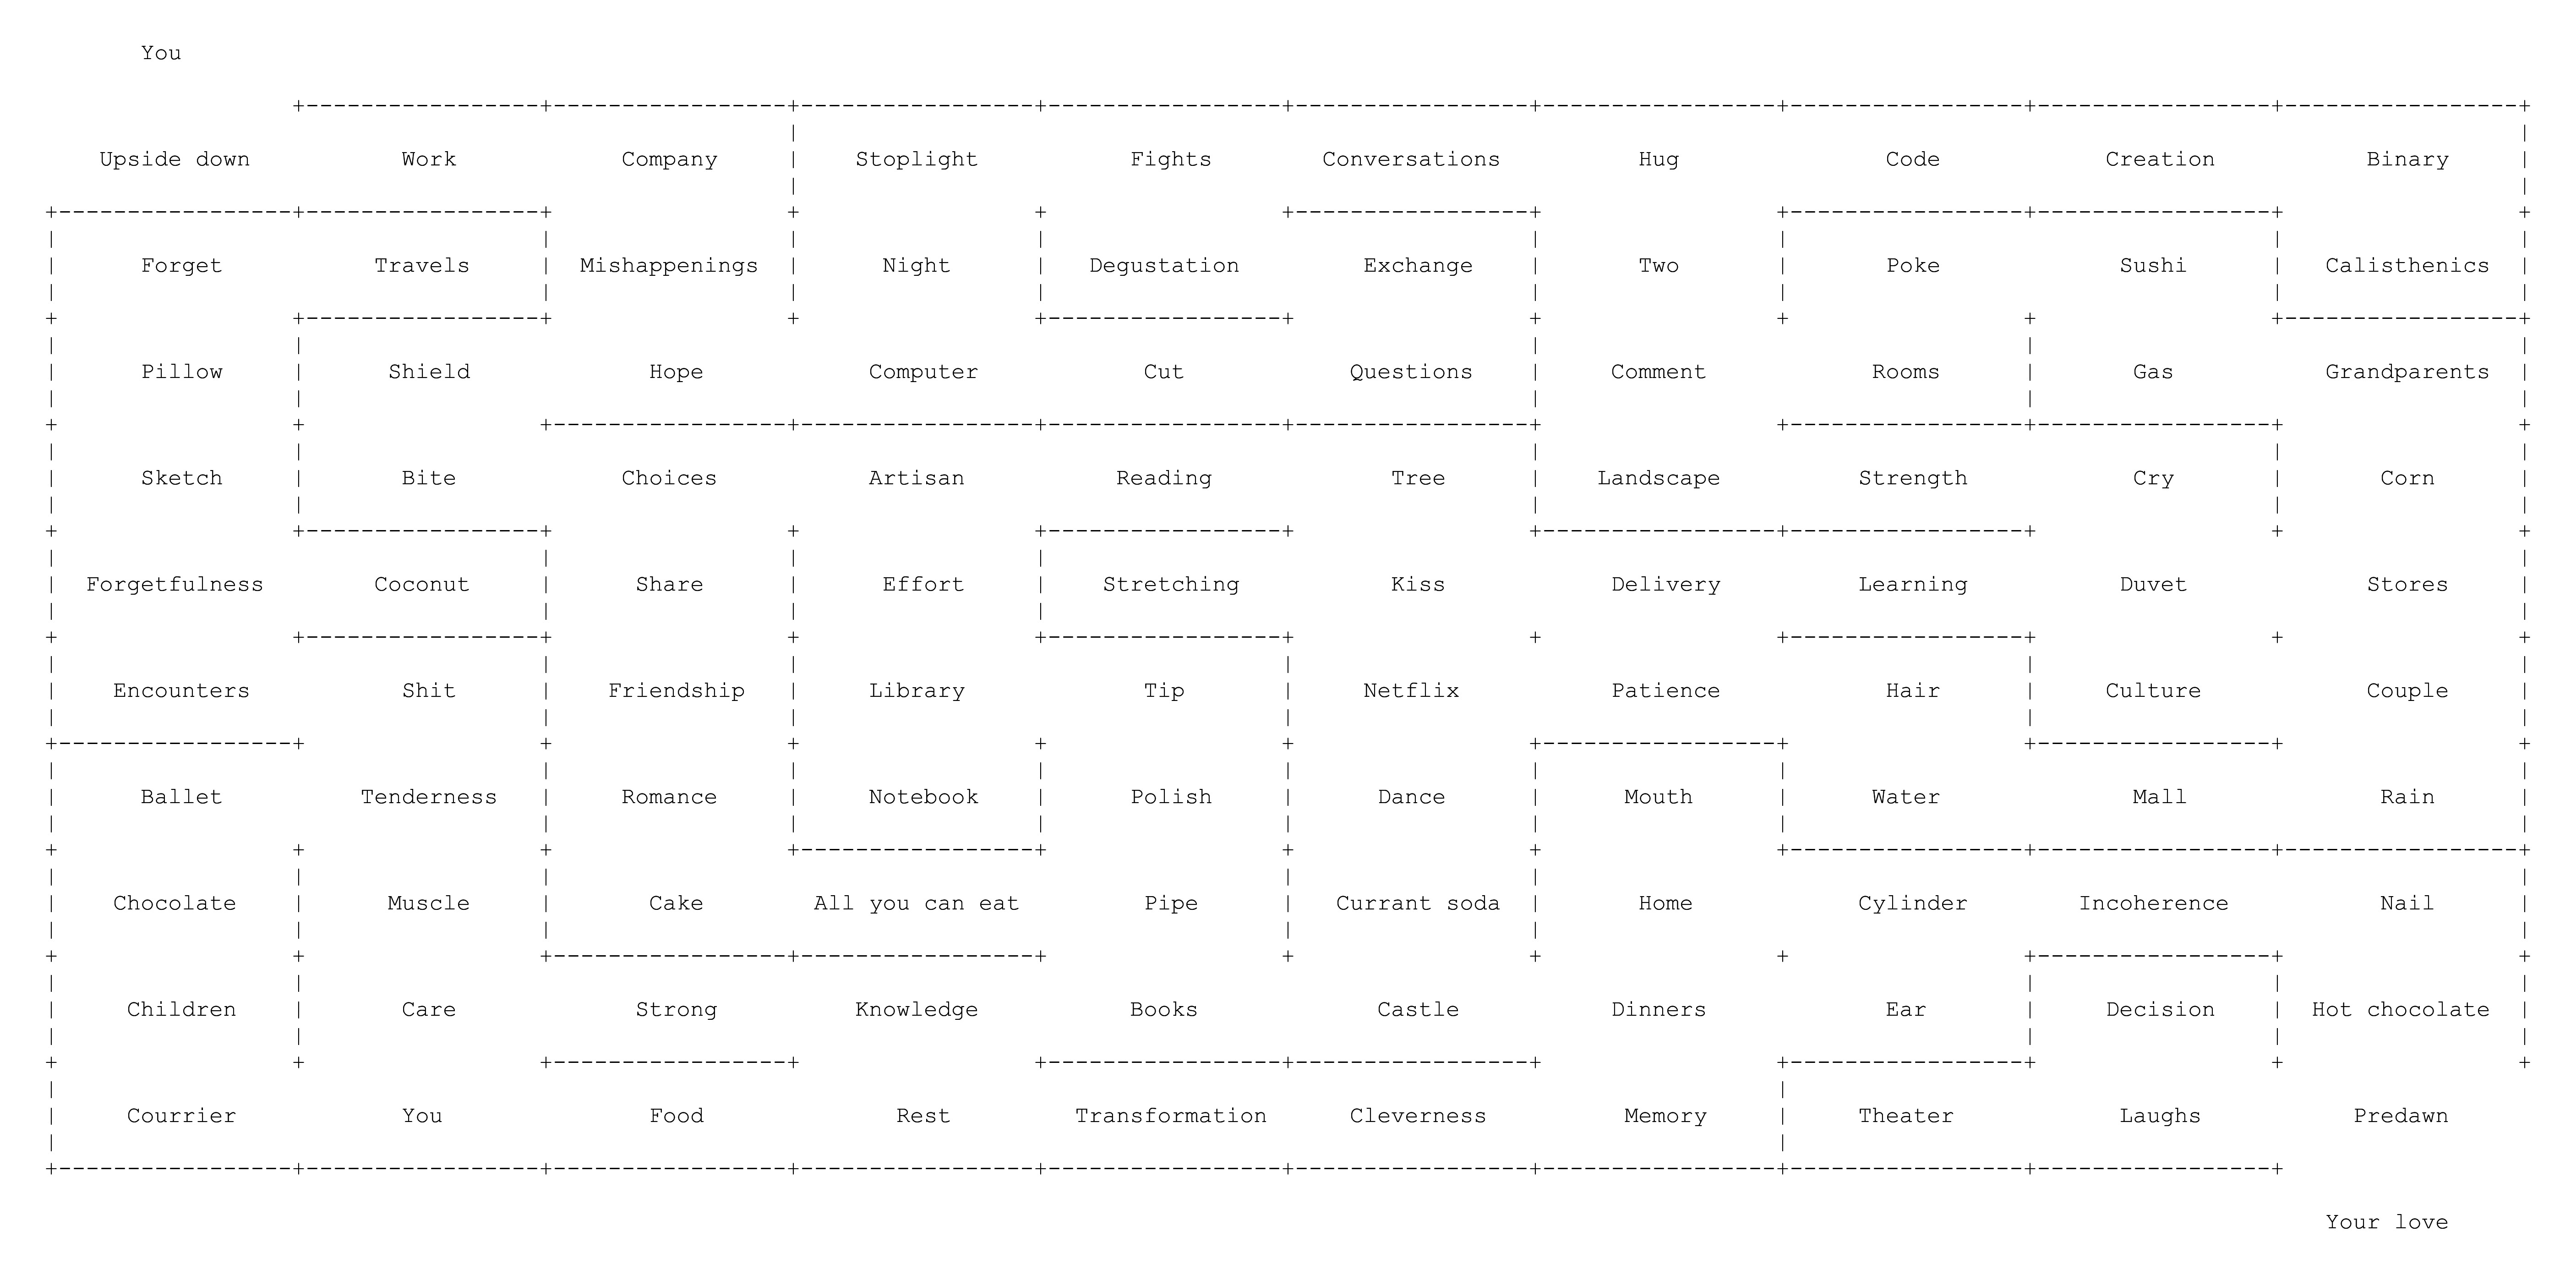 You
Upside down Work Company Stoplight Fights Conversations Hug Code Creation Binary
Forget Travels Mishappenings Night Degustation Exchange Two Poke Sushi Calisthenics
Pillow Shield Hope Computer Cut Questions Comment Rooms Gas Grandparents
Sketch Bite Choices Artisan Reading Tree Landscape Strength Cry Corn
Forgetfulness Coconut Share Effort Stretching Kiss Delivery Learning Duvet Stores
Encounters Shit Friendship Library Tip Netflix Patience Hair Culture Couple
Ballet Tenderness Romance Notebook Polish Dance Mouth Water Mall Rain
Chocolate Muscle Cake All you can eat Pipe Currant soda Home Cylinder Incoherence Nail
Children Care Strong Knowledge Books Castle Dinners Ear Decision Hot chocolate
Courrier You Food Rest Transformation Cleverness Memory Theater Laughs Predawn
Your love